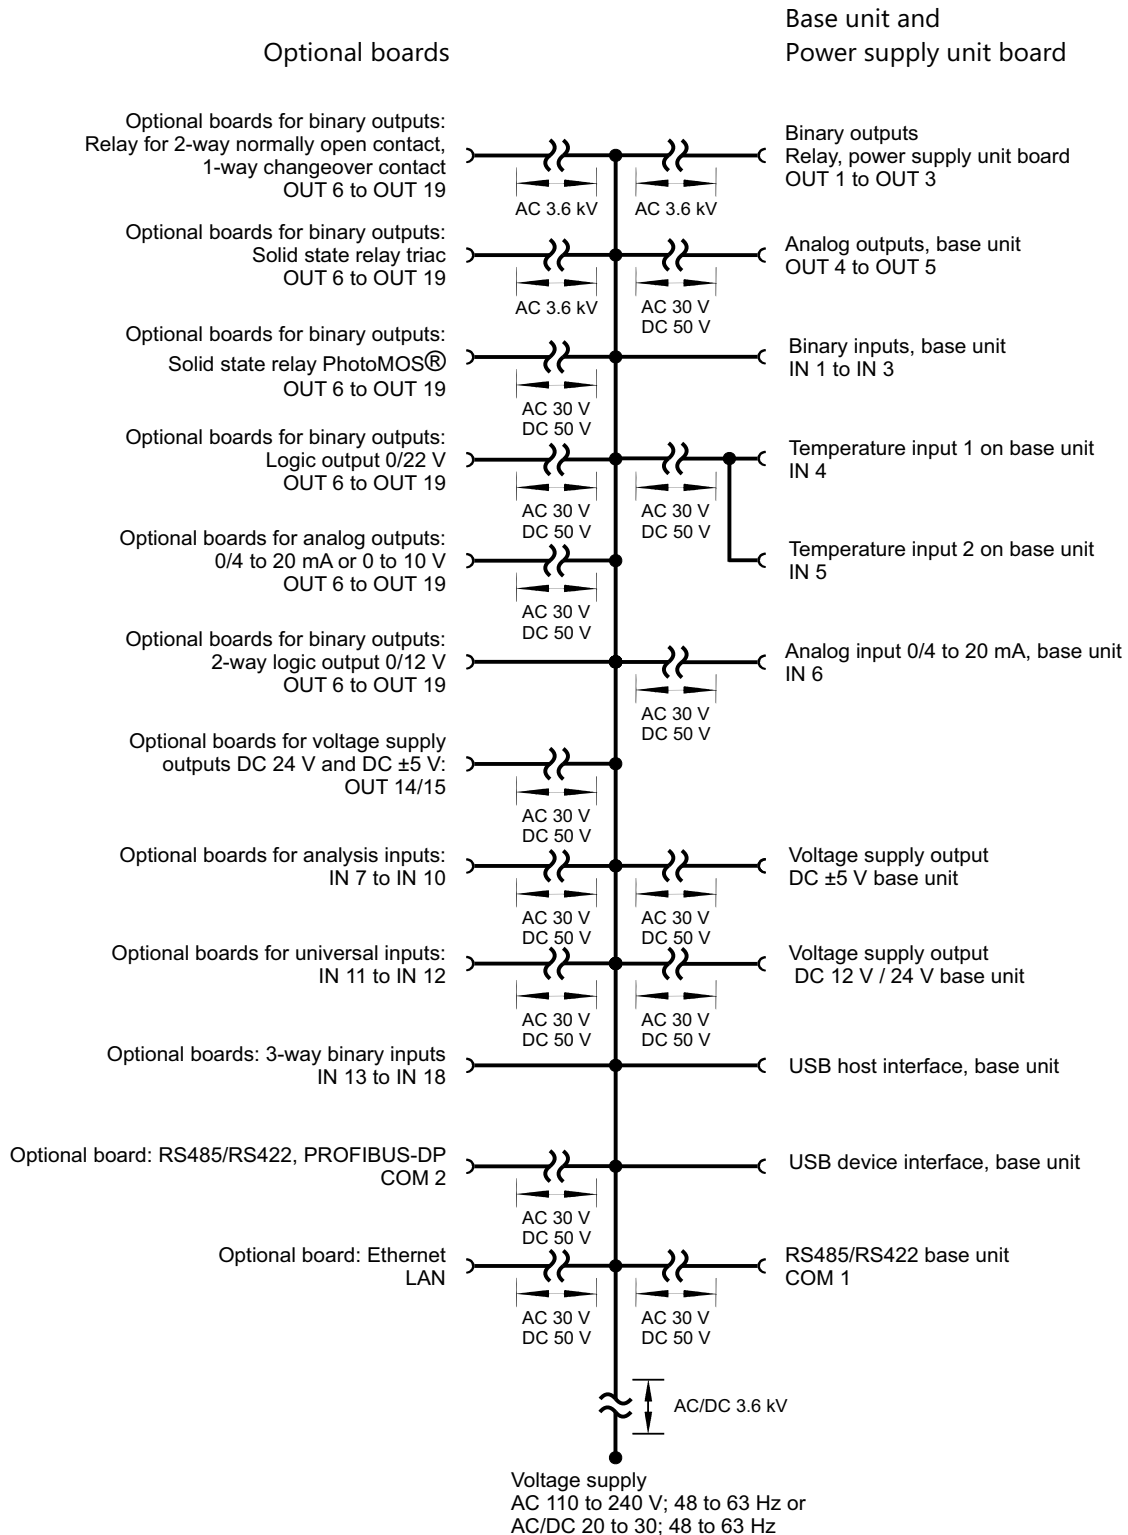 Optional boards
Base unit and
Power supply unit board
Optional boards for binary outputs:
Relay for 2-way normally open contact,
1-way changeover contact
OUT 6 to OUT 19
AC 3.6 kV
AC 3.6 kV
Binary outputs
Relay, power supply unit board
OUT 1 to OUT 3
Optional boards for binary outputs:
Solid state relay triac
OUT 6 to OUT 19
AC 3.6 kV
AC 30 V
DC 50 V
Analog outputs, base unit
OUT 4 to OUT 5
Optional boards for binary outputs:
Solid state relay PhotoMOS®
OUT 6 to OUT 19
AC 30 V
DC 50 V
Binary inputs, base unit
IN 1 to IN 3
Optional boards for binary outputs:
Logic output 0/22 V
OUT 6 to OUT 19
AC 30 V
DC 50 V
AC 30 V
DC 50 V
Temperature input 1 on base unit
IN 4
Optional boards for analog outputs:
0/4 to 20 mA or 0 to 10 V
OUT 6 to OUT 19
AC 30 V
DC 50 V
Temperature input 2 on base unit
IN 5
Optional boards for binary outputs:
2-way logic output 0/12 V
OUT 6 to OUT 19
AC 30 V
DC 50 V
Analog input 0/4 to 20 mA, base unit
IN 6
Optional boards for voltage supply
outputs DC 24 V and DC ±5 V:
OUT 14/15
AC 30 V
DC 50 V
Optional boards for analysis inputs:
IN 7 to IN 10
AC 30 V
DC 50 V
AC 30 V
DC 50 V
Voltage supply output
DC ±5 V base unit
Optional boards for universal inputs:
IN 11 to IN 12
AC 30 V
DC 50 V
AC 30 V
DC 50 V
Voltage supply output
DC 12 V / 24 V base unit
Optional boards: 3-way binary inputs
IN 13 to IN 18
USB host interface, base unit
Optional board: RS485/RS422, PROFIBUS-DP
COM 2
AC 30 V
DC 50 V
USB device interface, base unit
Optional board: Ethernet
LAN
AC 30 V
DC 50 V
AC 30 V
DC 50 V
RS485/RS422 base unit
COM 1
AC/DC 3.6 kV
Voltage supply
AC 110 to 240 V; 48 to 63 Hz or
AC/DC 20 to 30; 48 to 63 Hz